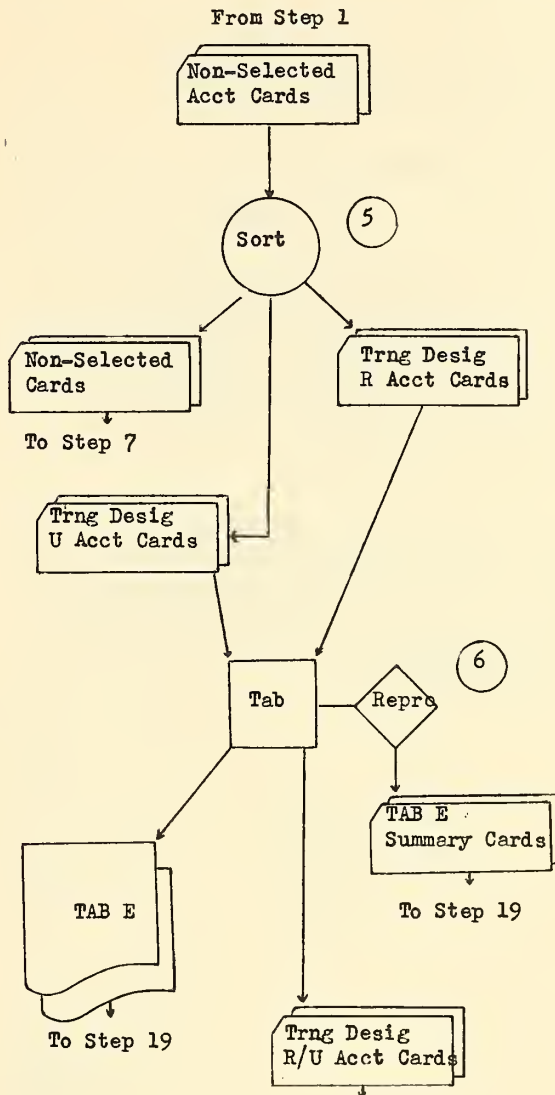 From Step 1
Non-Selected
Acct Cards
Sort
5
Non-Selected
Cards
To Step 7
Trng Desig
R Acct Cards
Trng Desig
U Acct Cards
Tab
Repro
6
TAB E
Summary Cards
To Step 19
TAB E
To Step 19
Trng Desig
R/U Acct Cards